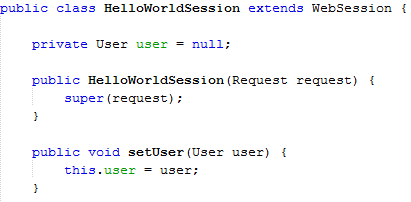 public class HelloWorldSession extends WebSession {
private User user = null;
public HelloWorldSession(Request request) {
super(request);
}
public void setUser(User user) {
this.user = user;
}